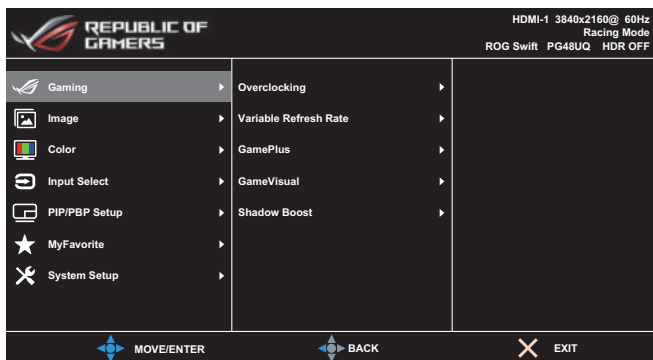 REPUBLIC OF
GAMERS
HDMI-1 3840x2160@ 60Hz
Racing Mode
ROG Swift PG48UQ HDR OFF
Gaming
Image
Color
Input Select
PIP/PBP Setup
MyFavorite
System Setup
Overclocking
Variable Refresh Rate
GamePlus
GameVisual
Shadow Boost
MOVE/ENTER
BACK
EXIT